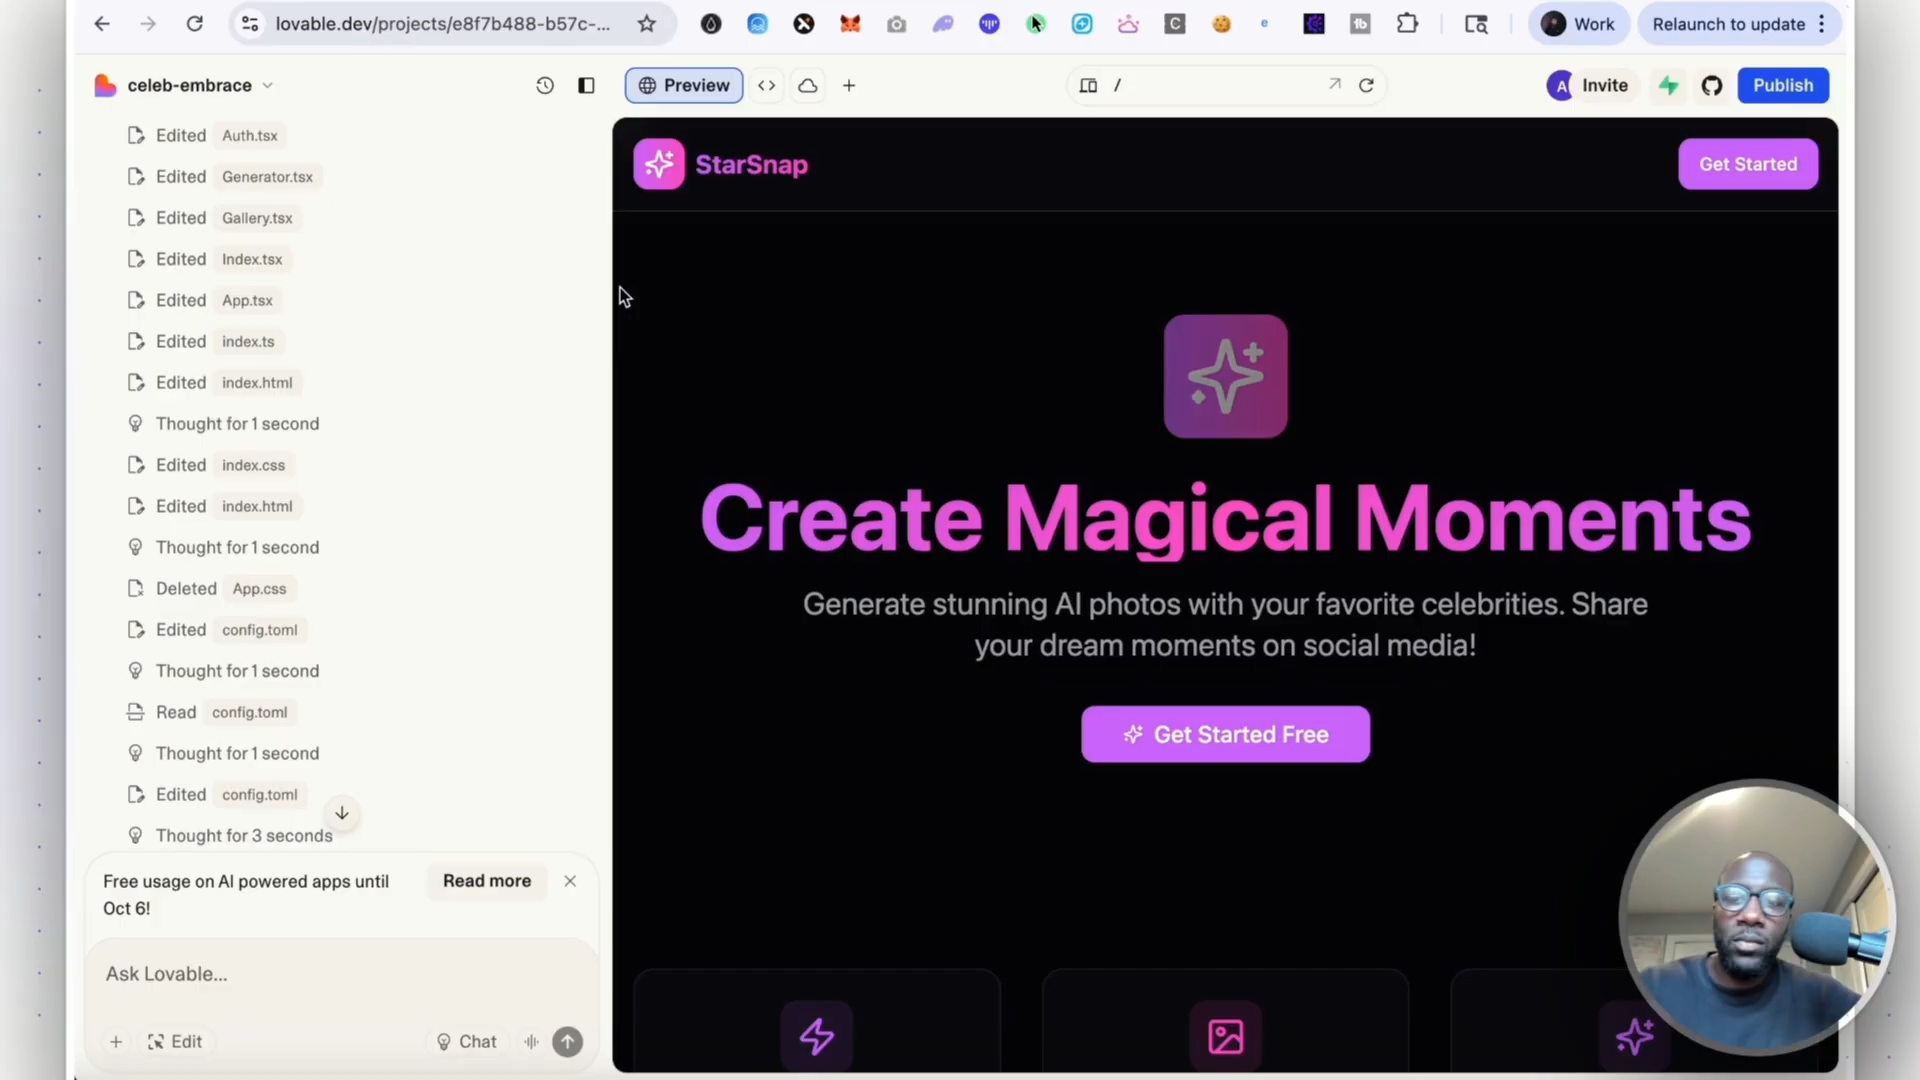 lovable.dev/projects/e8f7b488-b57c-...
Work
Relaunch to update
celeb-embrace
Preview
/
A
Invite
Publish
Edited Auth.tsx
Edited Generator.tsx
Edited Gallery.tsx
Edited Index.tsx
Edited App.tsx
Edited index.ts
Edited index.html
Thought for 1 second
Edited index.css
Edited index.html
Thought for 1 second
Deleted App.css
Edited config.toml
Thought for 1 second
Read config.toml
Thought for 1 second
Edited config.toml
Thought for 3 seconds
Free usage on AI powered apps until
Oct 6!
Read more
Ask Lovable...
Edit
Chat
StarSnap
Get Started
Create Magical Moments
Generate stunning AI photos with your favorite celebrities. Share
your dream moments on social media!
Get Started Free